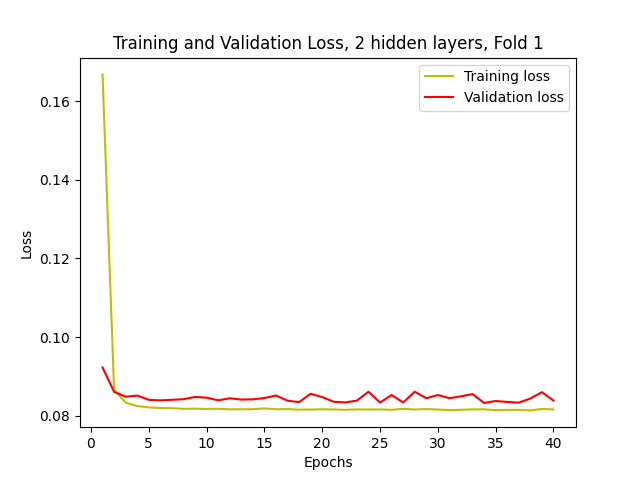 Training and Validation Loss, 2 hidden layers, Fold 1
Training loss
Validation loss
0.16
0.14
0.12
0.10
0.08
Loss
0 5 10 15 20 25 30 35 40
Epochs